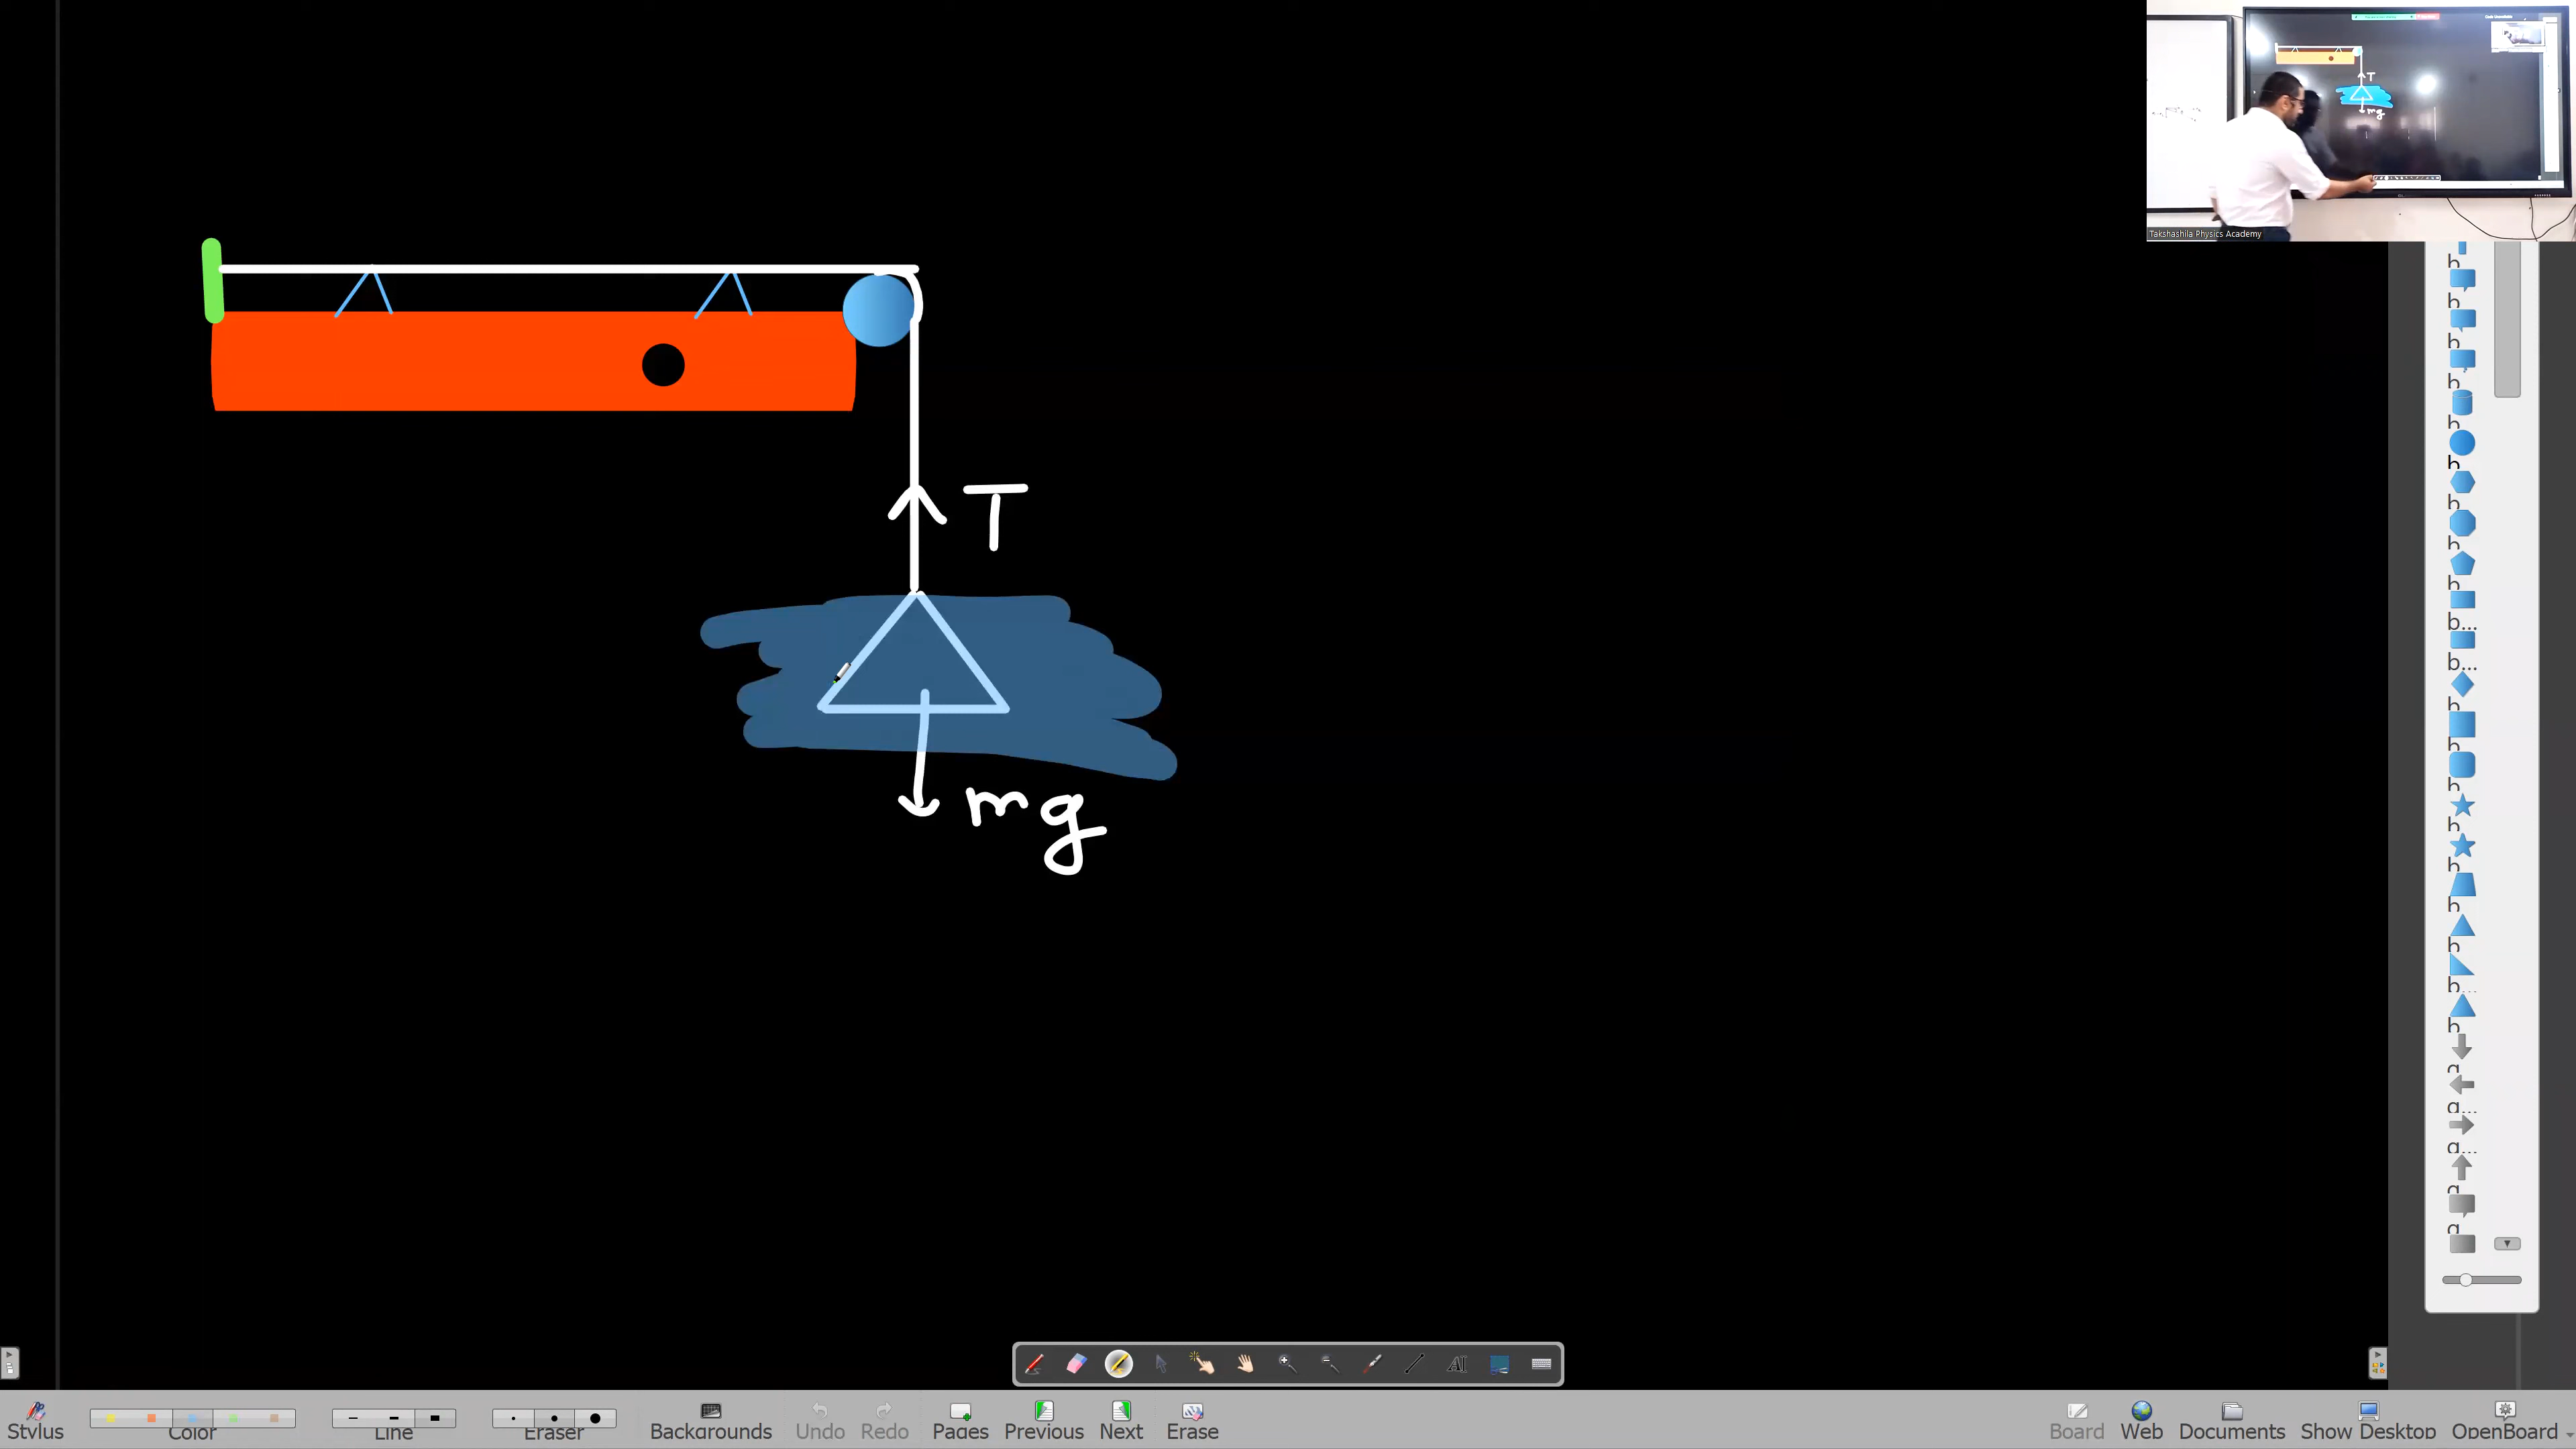 Takshashila Physics Academy
T
mg
b
b
b
b
b
b
b
b
b
b...
b...
b
b
b
b
b
b
b
b...
b
g
g...
g...
g
g
AI
Stylus
Color
Line
Eraser
Backgrounds
Undo
Redo
Pages
Previous
Next
Erase
Board
Web
Documents
Show Desktop
OpenBoard